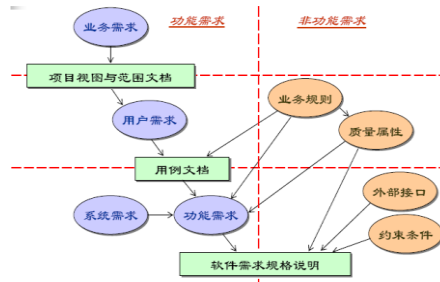 业务需求
功能需求
非功能需求
项目视图与范围文档
业务规则
用户需求
质量属性
用例文档
外部接口
系统需求
功能需求
约束条件
软件需求规格说明